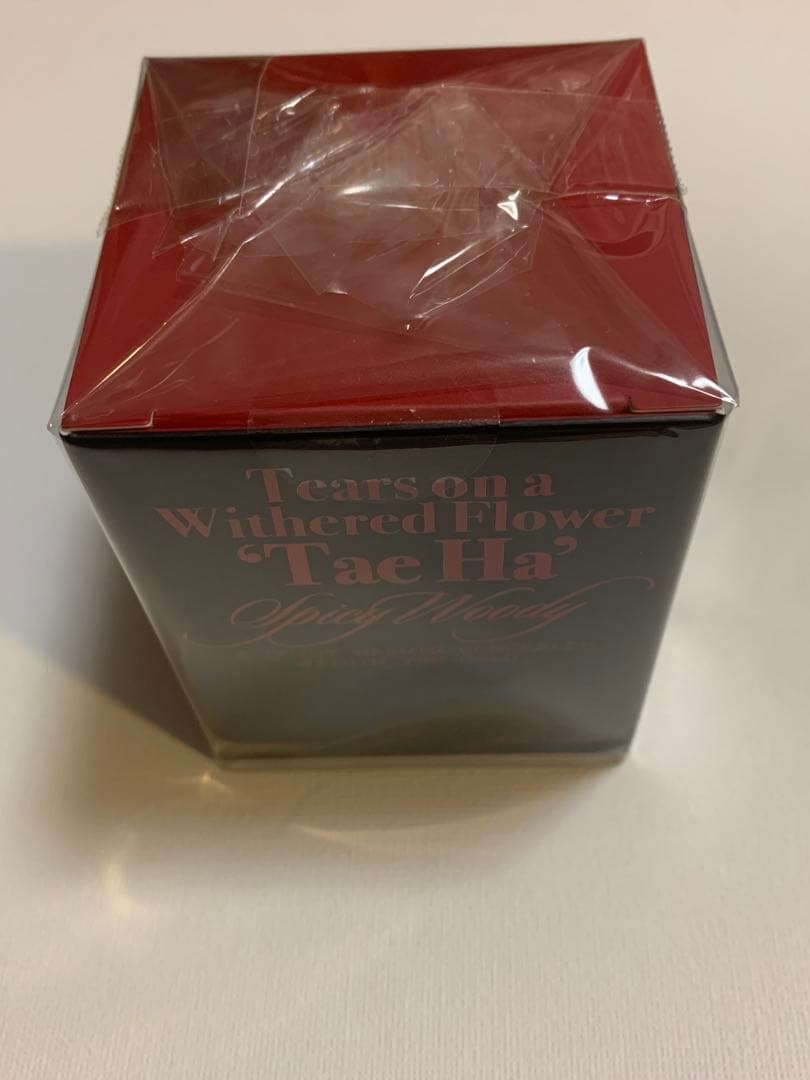 Tears on a
Withered Flower
‘Tae Ha’
Spicy Woody